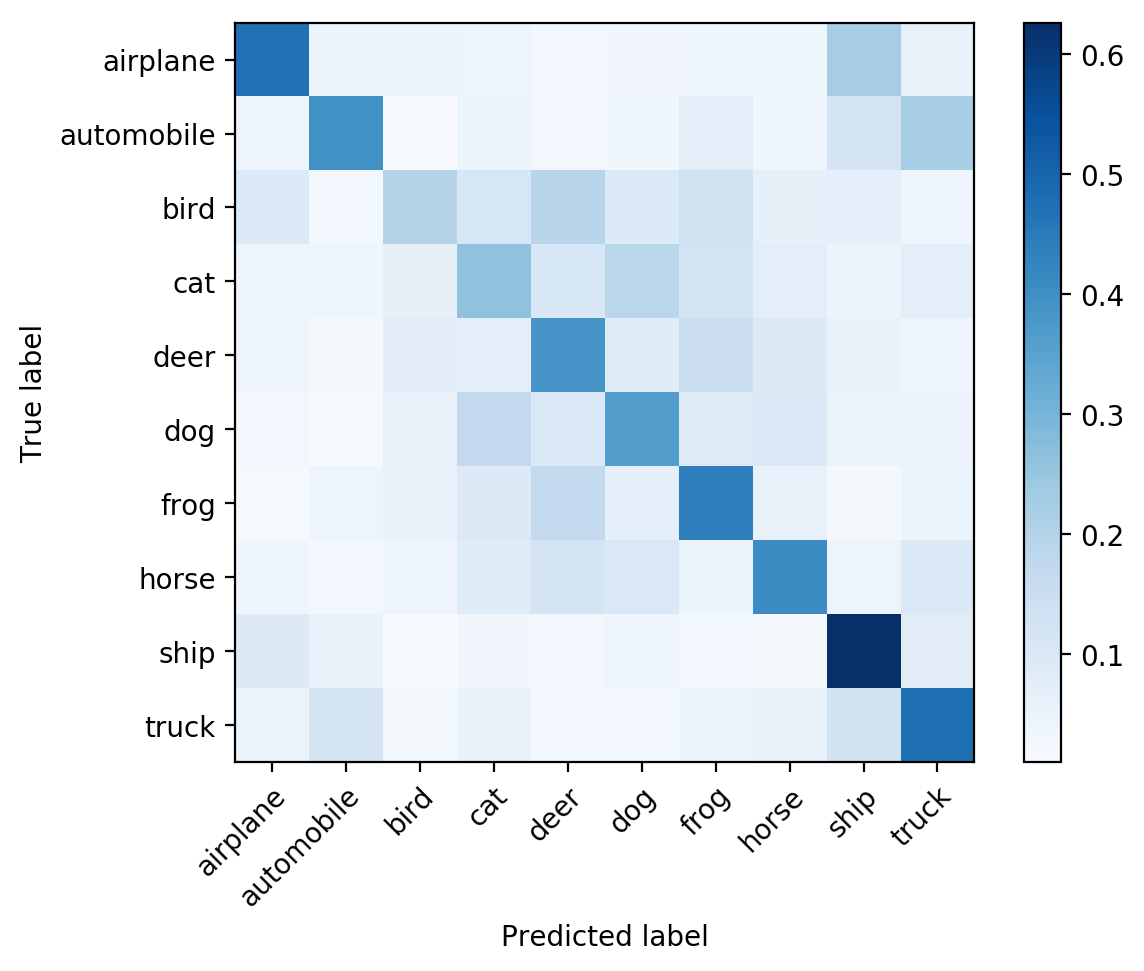 airplane
automobile
bird
cat
deer
dog
frog
horse
ship
truck
True label
airplane
automobile
bird
cat
deer
dog
frog
horse
ship
truck
Predicted label
0.6
0.5
0.4
0.3
0.2
0.1